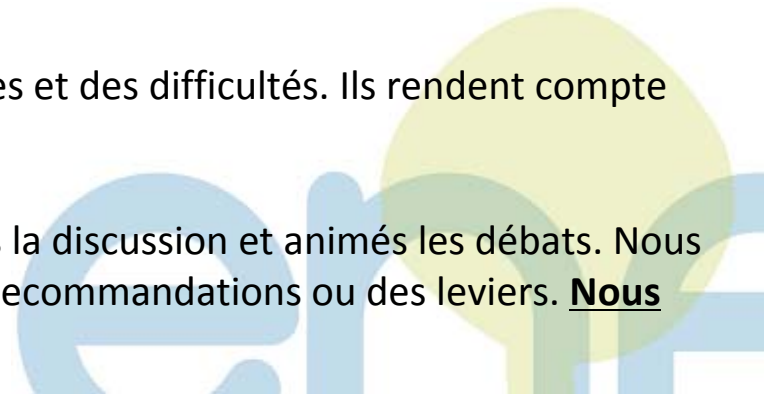 es et des difficultés. Ils rendent compte
la discussion et animés les débats. Nous
ecommandations ou des leviers. Nous